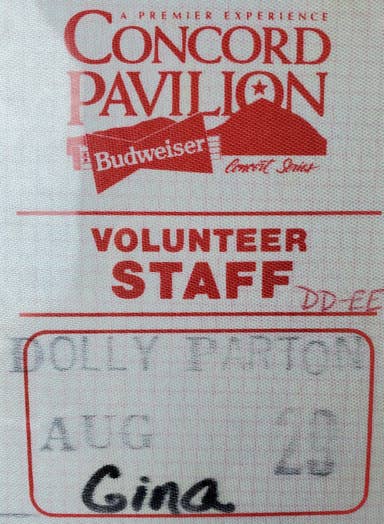 A PREMIER EXPERIENCE
CONCORD
PAVILION
Budweiser
Concert Series
VOLUNTEER
STAFF
DD-EE
DOLLY PARTON
AUG 29
Gina